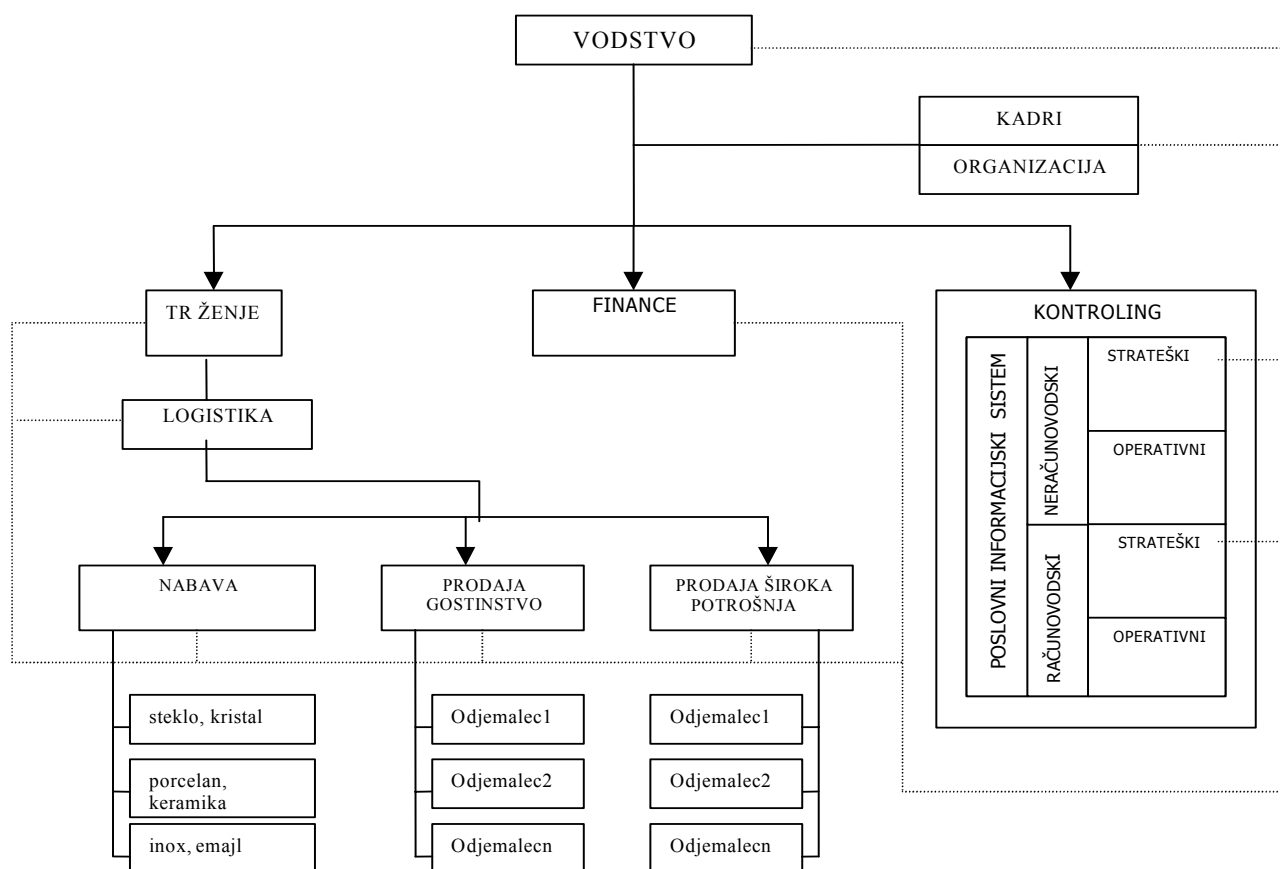 VODSTVO
KADRI
ORGANIZACIJA
TR ŽENJE
FINANCE
KONTROLING
LOGISTIKA
POSLOVNI INFORMACIJSKI SISTEM
NERAČUNOVODSKI
RAČUNOVODSKI
STRATEŠKI
OPERATIVNI
STRATEŠKI
OPERATIVNI
NABAVA
PRODAJA
GOSTINSTVO
PRODAJA ŠIROKA
POTROŠNJA
steklo, kristal
porcelan,
keramika
inox, emajl
Odjemalec1
Odjemalec2
Odjemalecn
Odjemalec1
Odjemalec2
Odjemalecn